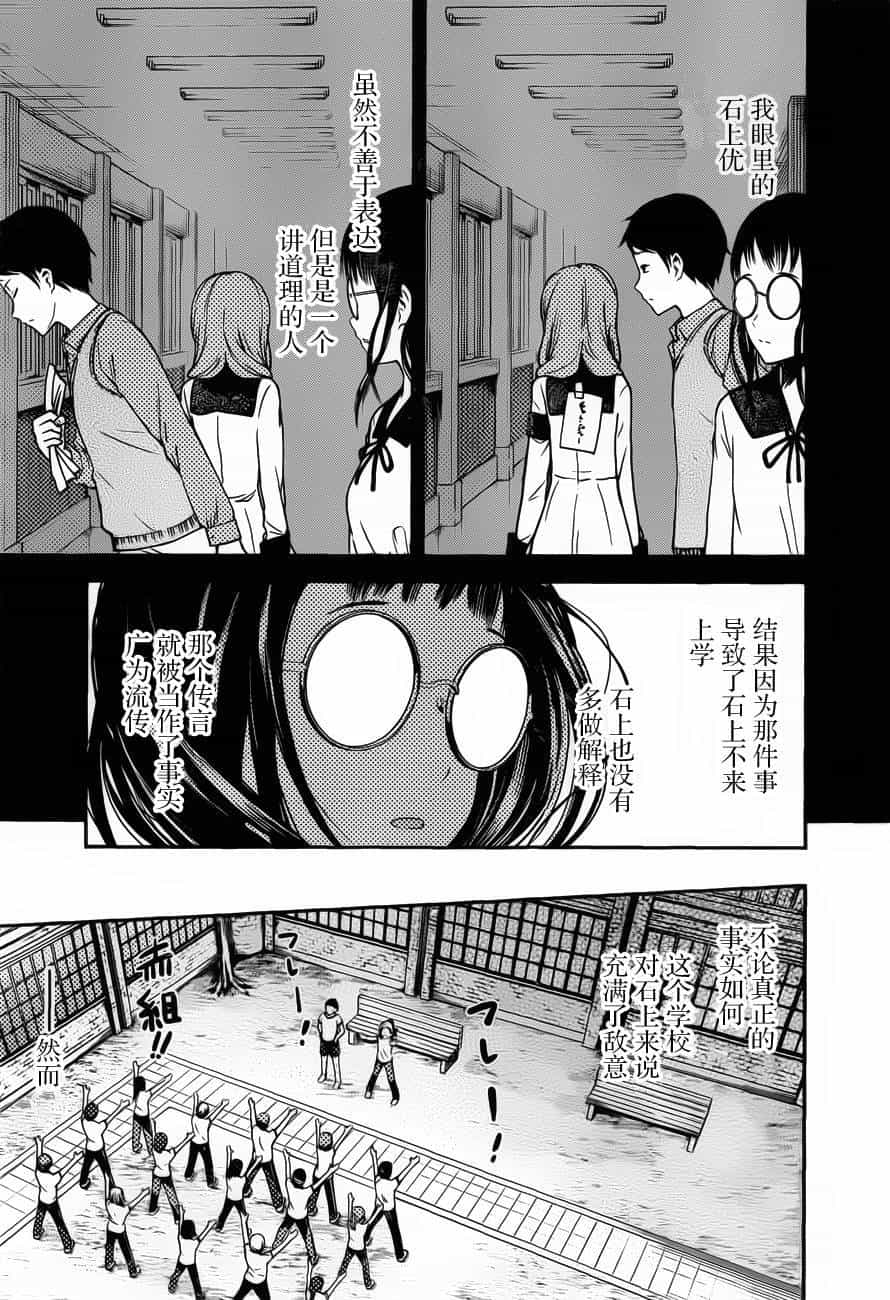 我眼里的
石上优
虽然不善于表达
但是是一个
讲道理的人
结果因为那件事
导致了石上不来
上学
石上也没有
多做解释
那个传言
就被当作了事实
广为流传
不论真正的
事实如何
这个学校
对石上来说
充满了敌意
フレー!
フレー!
赤組!!
——然而